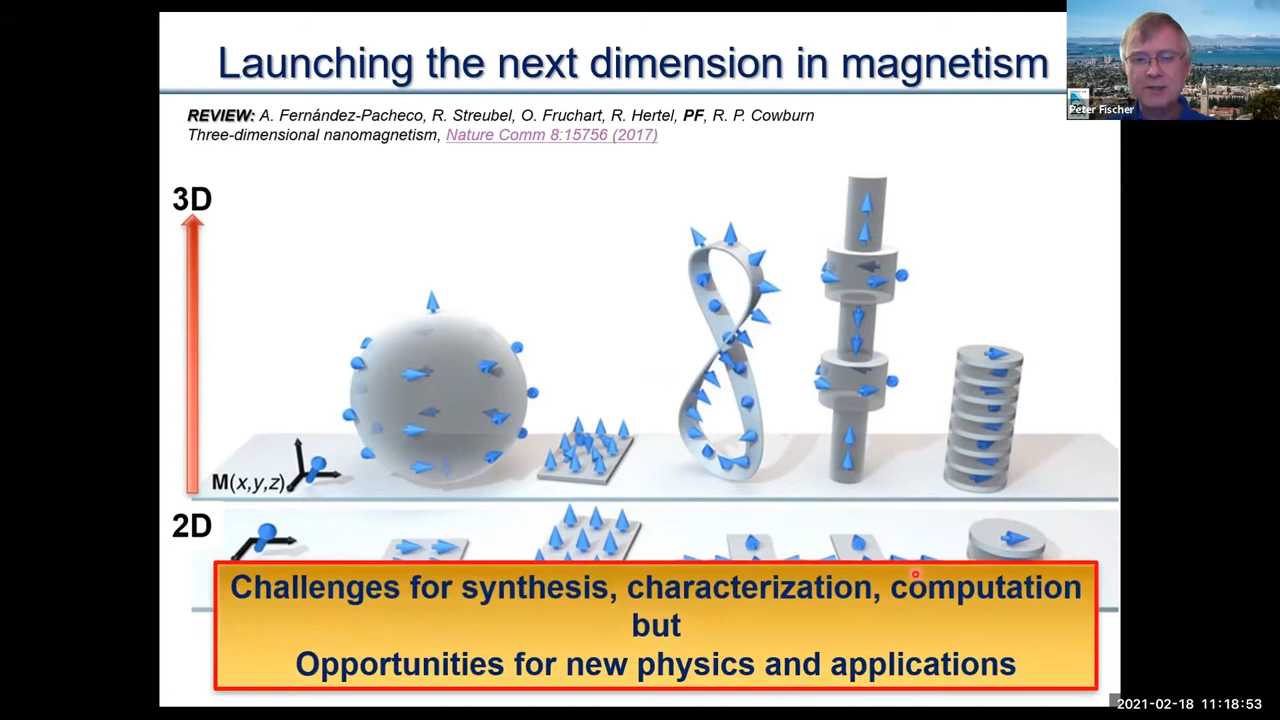 Launching the next dimension in magnetism
Peter Fischer
REVIEW: A. Fernández-Pacheco, R. Streubel, O. Fruchart, R. Hertel, PF, R. P. Cowburn
Three-dimensional nanomagnetism, Nature Comm 8:15756 (2017)
3D
M(x,y,z)
2D
Challenges for synthesis, characterization, computation
but
Opportunities for new physics and applications
2021-02-18 11:18:53